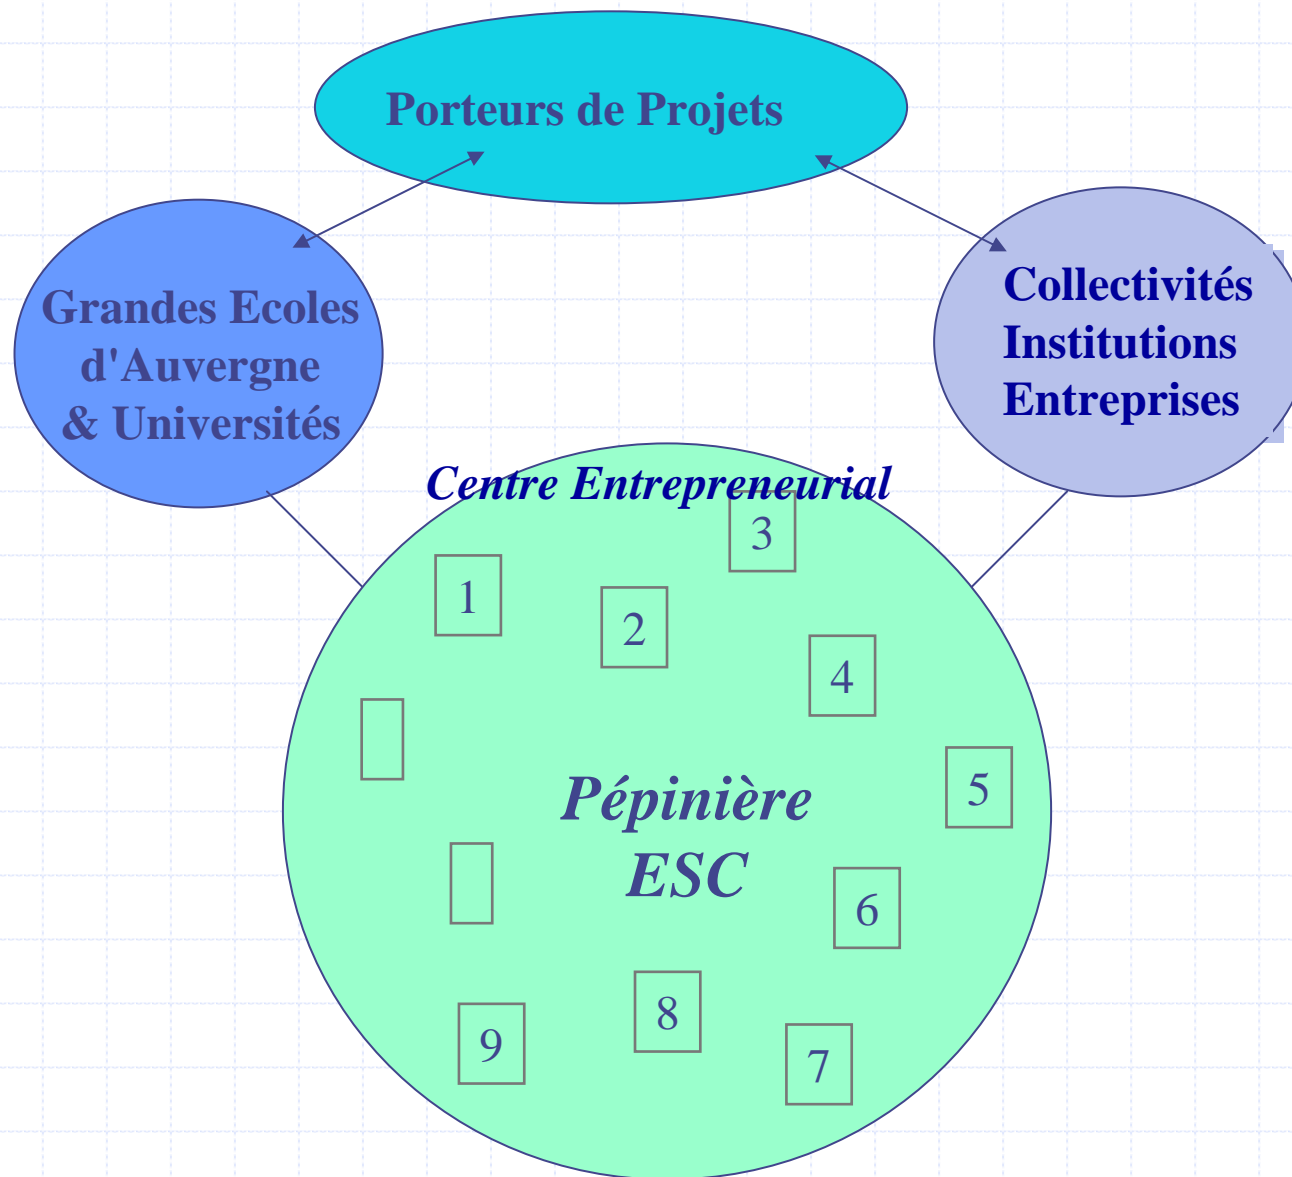 Porteurs de Projets
Grandes Ecoles
d'Auvergne
& Universités
Collectivités
Institutions
Entreprises
Centre Entrepreneurial
3
1
2
4
5
Pépinière
ESC
6
8
9
7